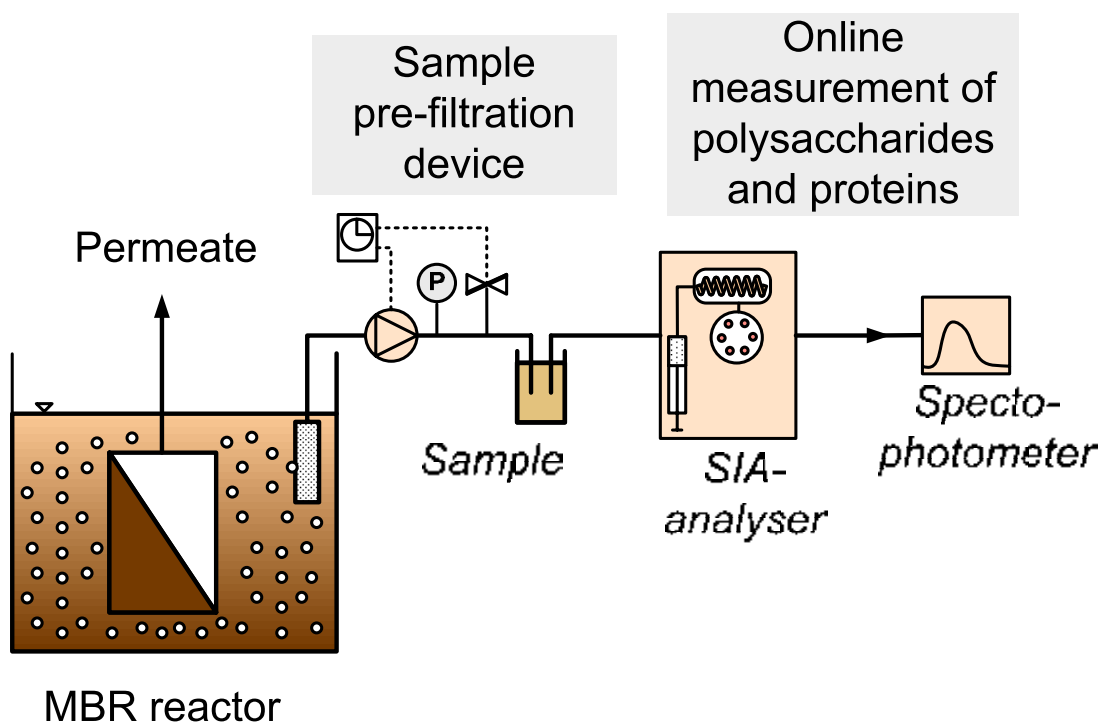 Sample
pre-filtration
device
Online
measurement of
polysaccharides
and proteins
Permeate
P
Sample
SIA-
analyser
Specto-
photometer
MBR reactor